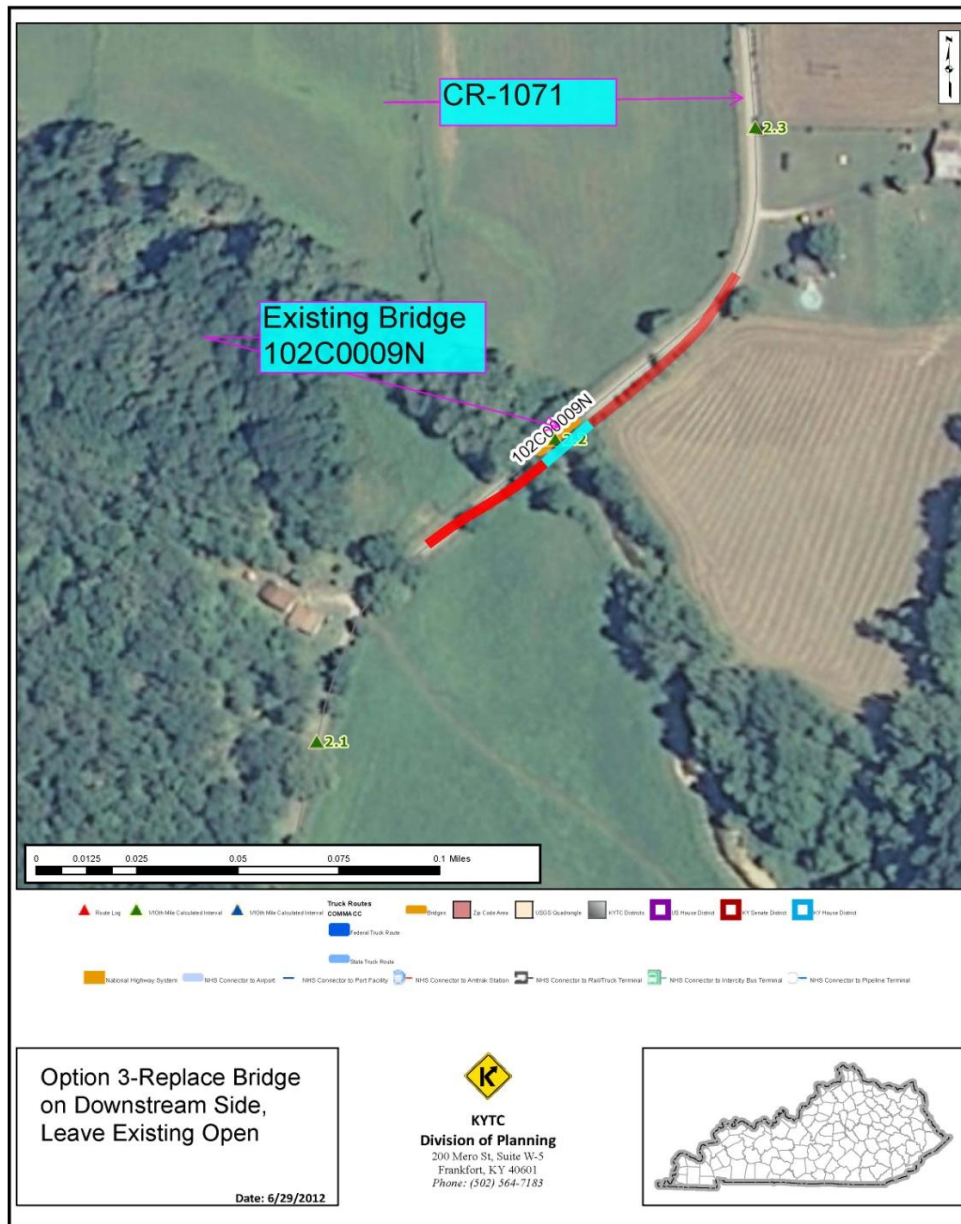 N
CR-1071
2.3
Existing Bridge
102C0009N
102C00009N
2.2
2.1
0 0.0125 0.025 0.05 0.075 0.1 Miles
Truck Routes
COMMACC
Route Log
1/10th Mile Calculated Interval
1/10th Mile Calculated Interval
Bridges
Zip Code Area
USGS Quadrangle
KYTC Districts
US House District
KY Senate District
KY House District
Federal Truck Route
State Truck Route
National Highway System
NHS Connector to Airport
NHS Connector to Port Facility
NHS Connector to Amtrak Station
NHS Connector to Rail/Truck Terminal
NHS Connector to Intercity Bus Terminal
NHS Connector to Pipeline Terminal
Option 3-Replace Bridge
on Downstream Side,
Leave Existing Open
Date: 6/29/2012
KYTC
Division of Planning
200 Mero St, Suite W-5
Frankfort, KY 40601
Phone: (502) 564-7183